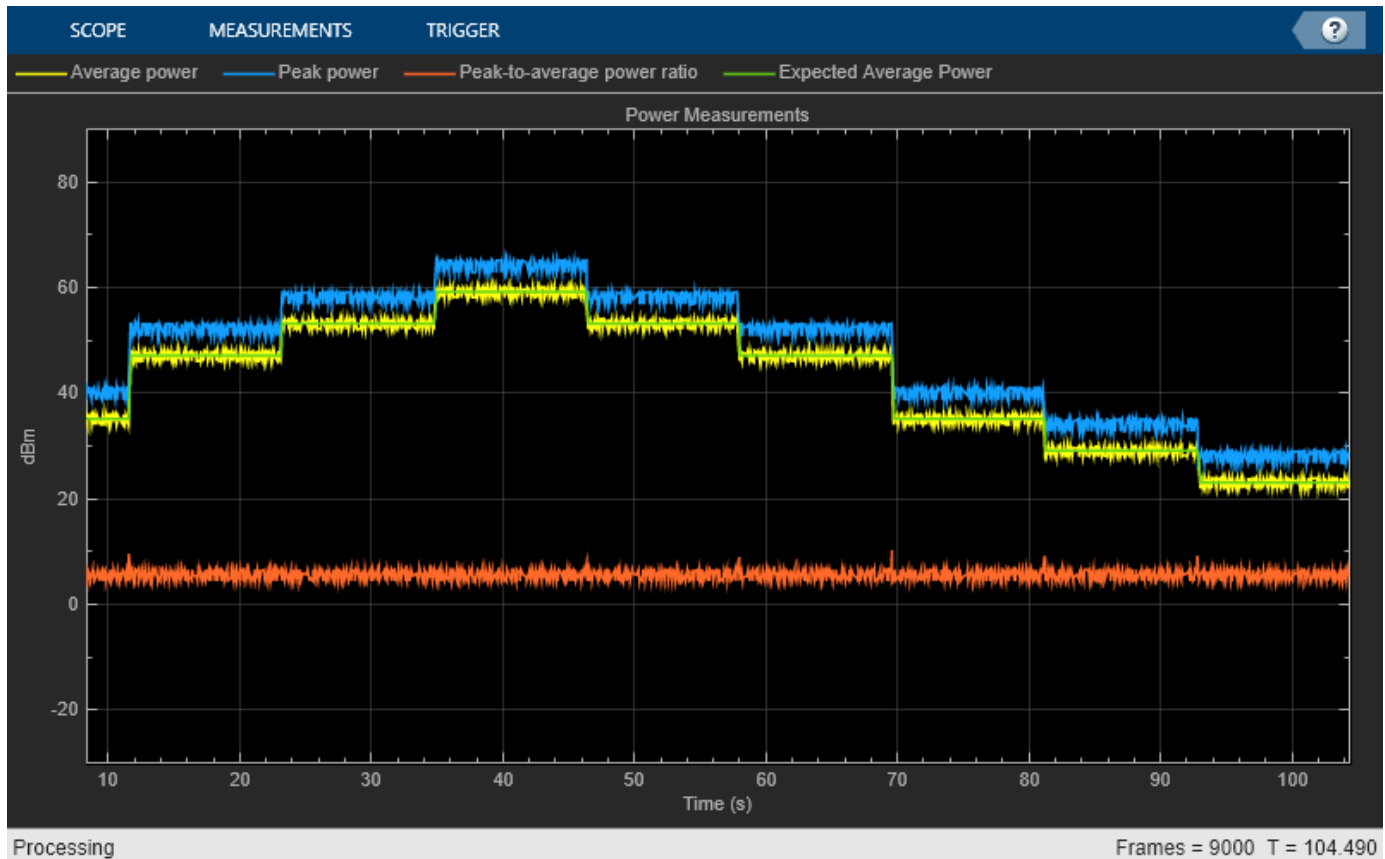 SCOPE MEASUREMENTS TRIGGER ?
Average power Peak power Peak-to-average power ratio Expected Average Power
Power Measurements
80
60
40
20
0
-20
dBm
10 20 30 40 50 60 70 80 90 100
Time (s)
Processing Frames = 9000 T = 104.490